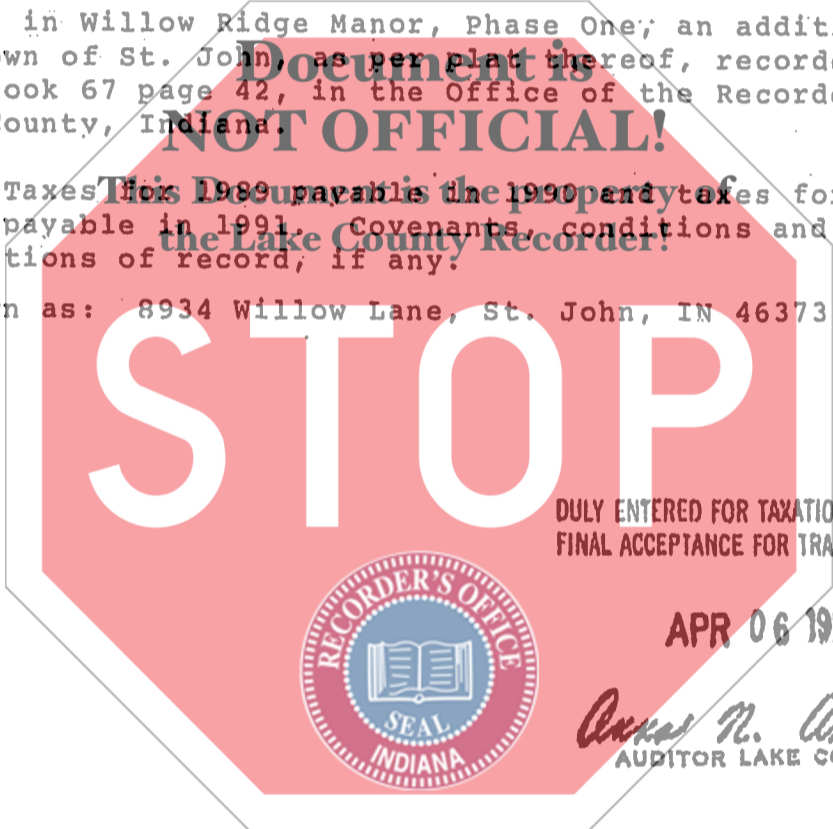 in Willow Ridge Manor, Phase One, an additi
wn of St. John, as per plat thereof, record
ook 67 page 42, in the Office of the Record
ounty, Indiana.
Document is
NOT OFFICIAL!
This Document is the property of
the Lake County Recorder!
Taxes for 1989 payable in 1990 and taxes fo
payable in 1991. Covenants, conditions and
tions of record, if any.
n as: 8934 Willow Lane, St. John, IN 46373
STOP
DULY ENTERED FOR TAXATIO
FINAL ACCEPTANCE FOR TRA
APR 06 19
RECORDER'S OFFICE
SEAL
INDIANA
N.
AUDITOR LAKE CO